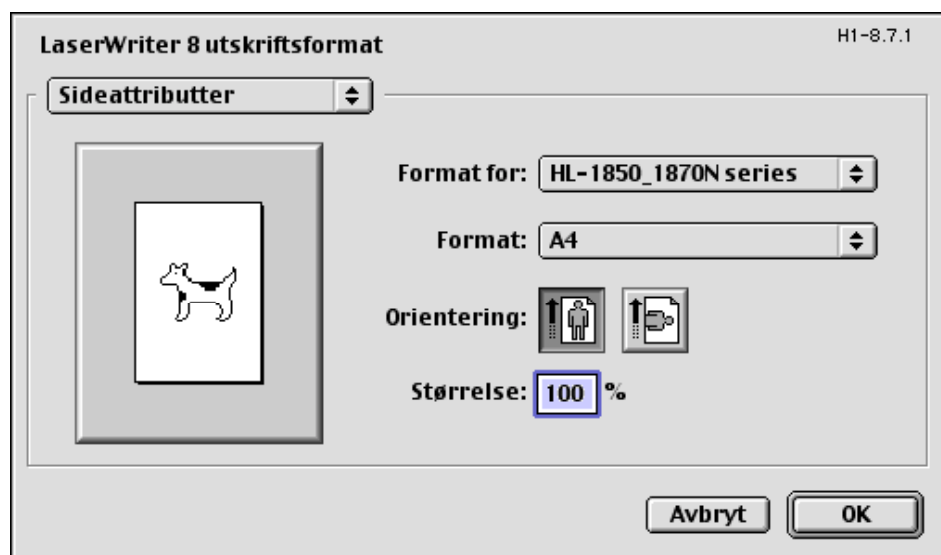 LaserWriter 8 utskriftsformat
H1-8.7.1
Sideattributter
Format for: HL-1850_1870N series
Format: A4
Orientering:
Størrelse: 100 %
Avbryt OK